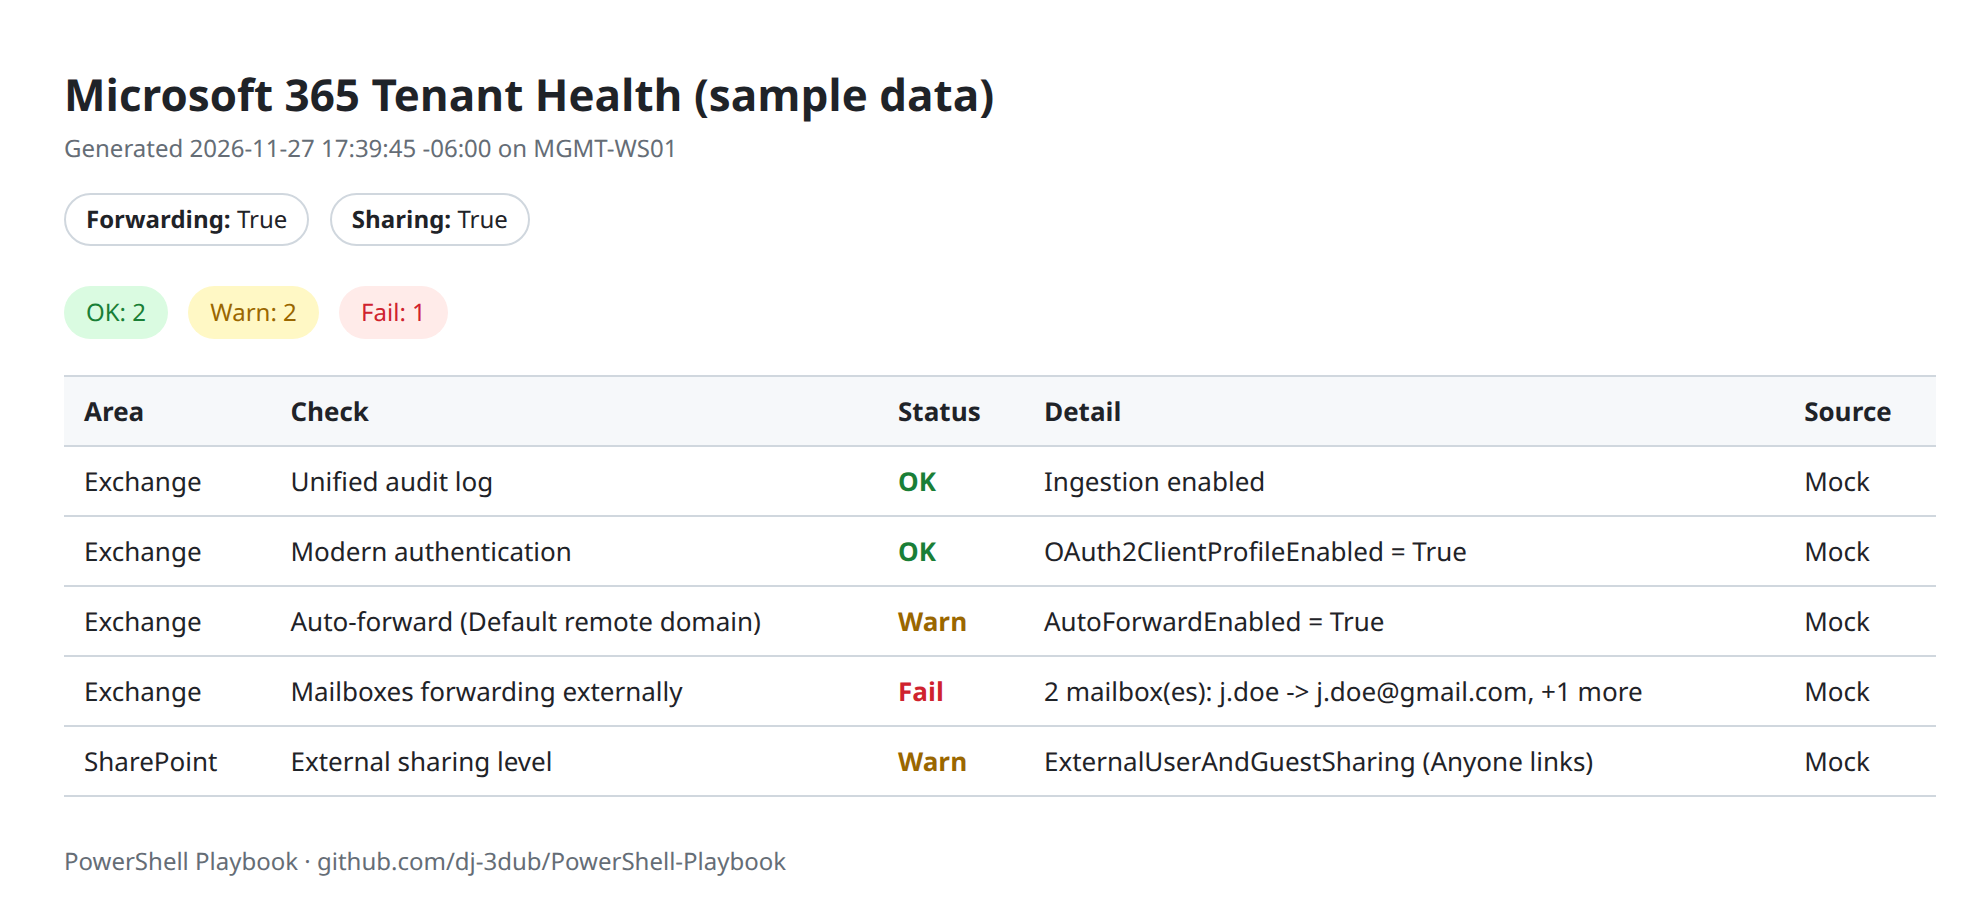 Microsoft 365 Tenant Health (sample data)
Generated 2026-11-27 17:39:45 -06:00 on MGMT-WS01
Forwarding: True Sharing: True
OK: 2 Warn: 2 Fail: 1
Area Check Status Detail Source
Exchange Unified audit log OK Ingestion enabled Mock
Exchange Modern authentication OK OAuth2ClientProfileEnabled = True Mock
Exchange Auto-forward (Default remote domain) Warn AutoForwardEnabled = True Mock
Exchange Mailboxes forwarding externally Fail 2 mailbox(es): j.doe -> j.doe@gmail.com, +1 more Mock
SharePoint External sharing level Warn ExternalUserAndGuestSharing (Anyone links) Mock
PowerShell Playbook · github.com/dj-3dub/PowerShell-Playbook